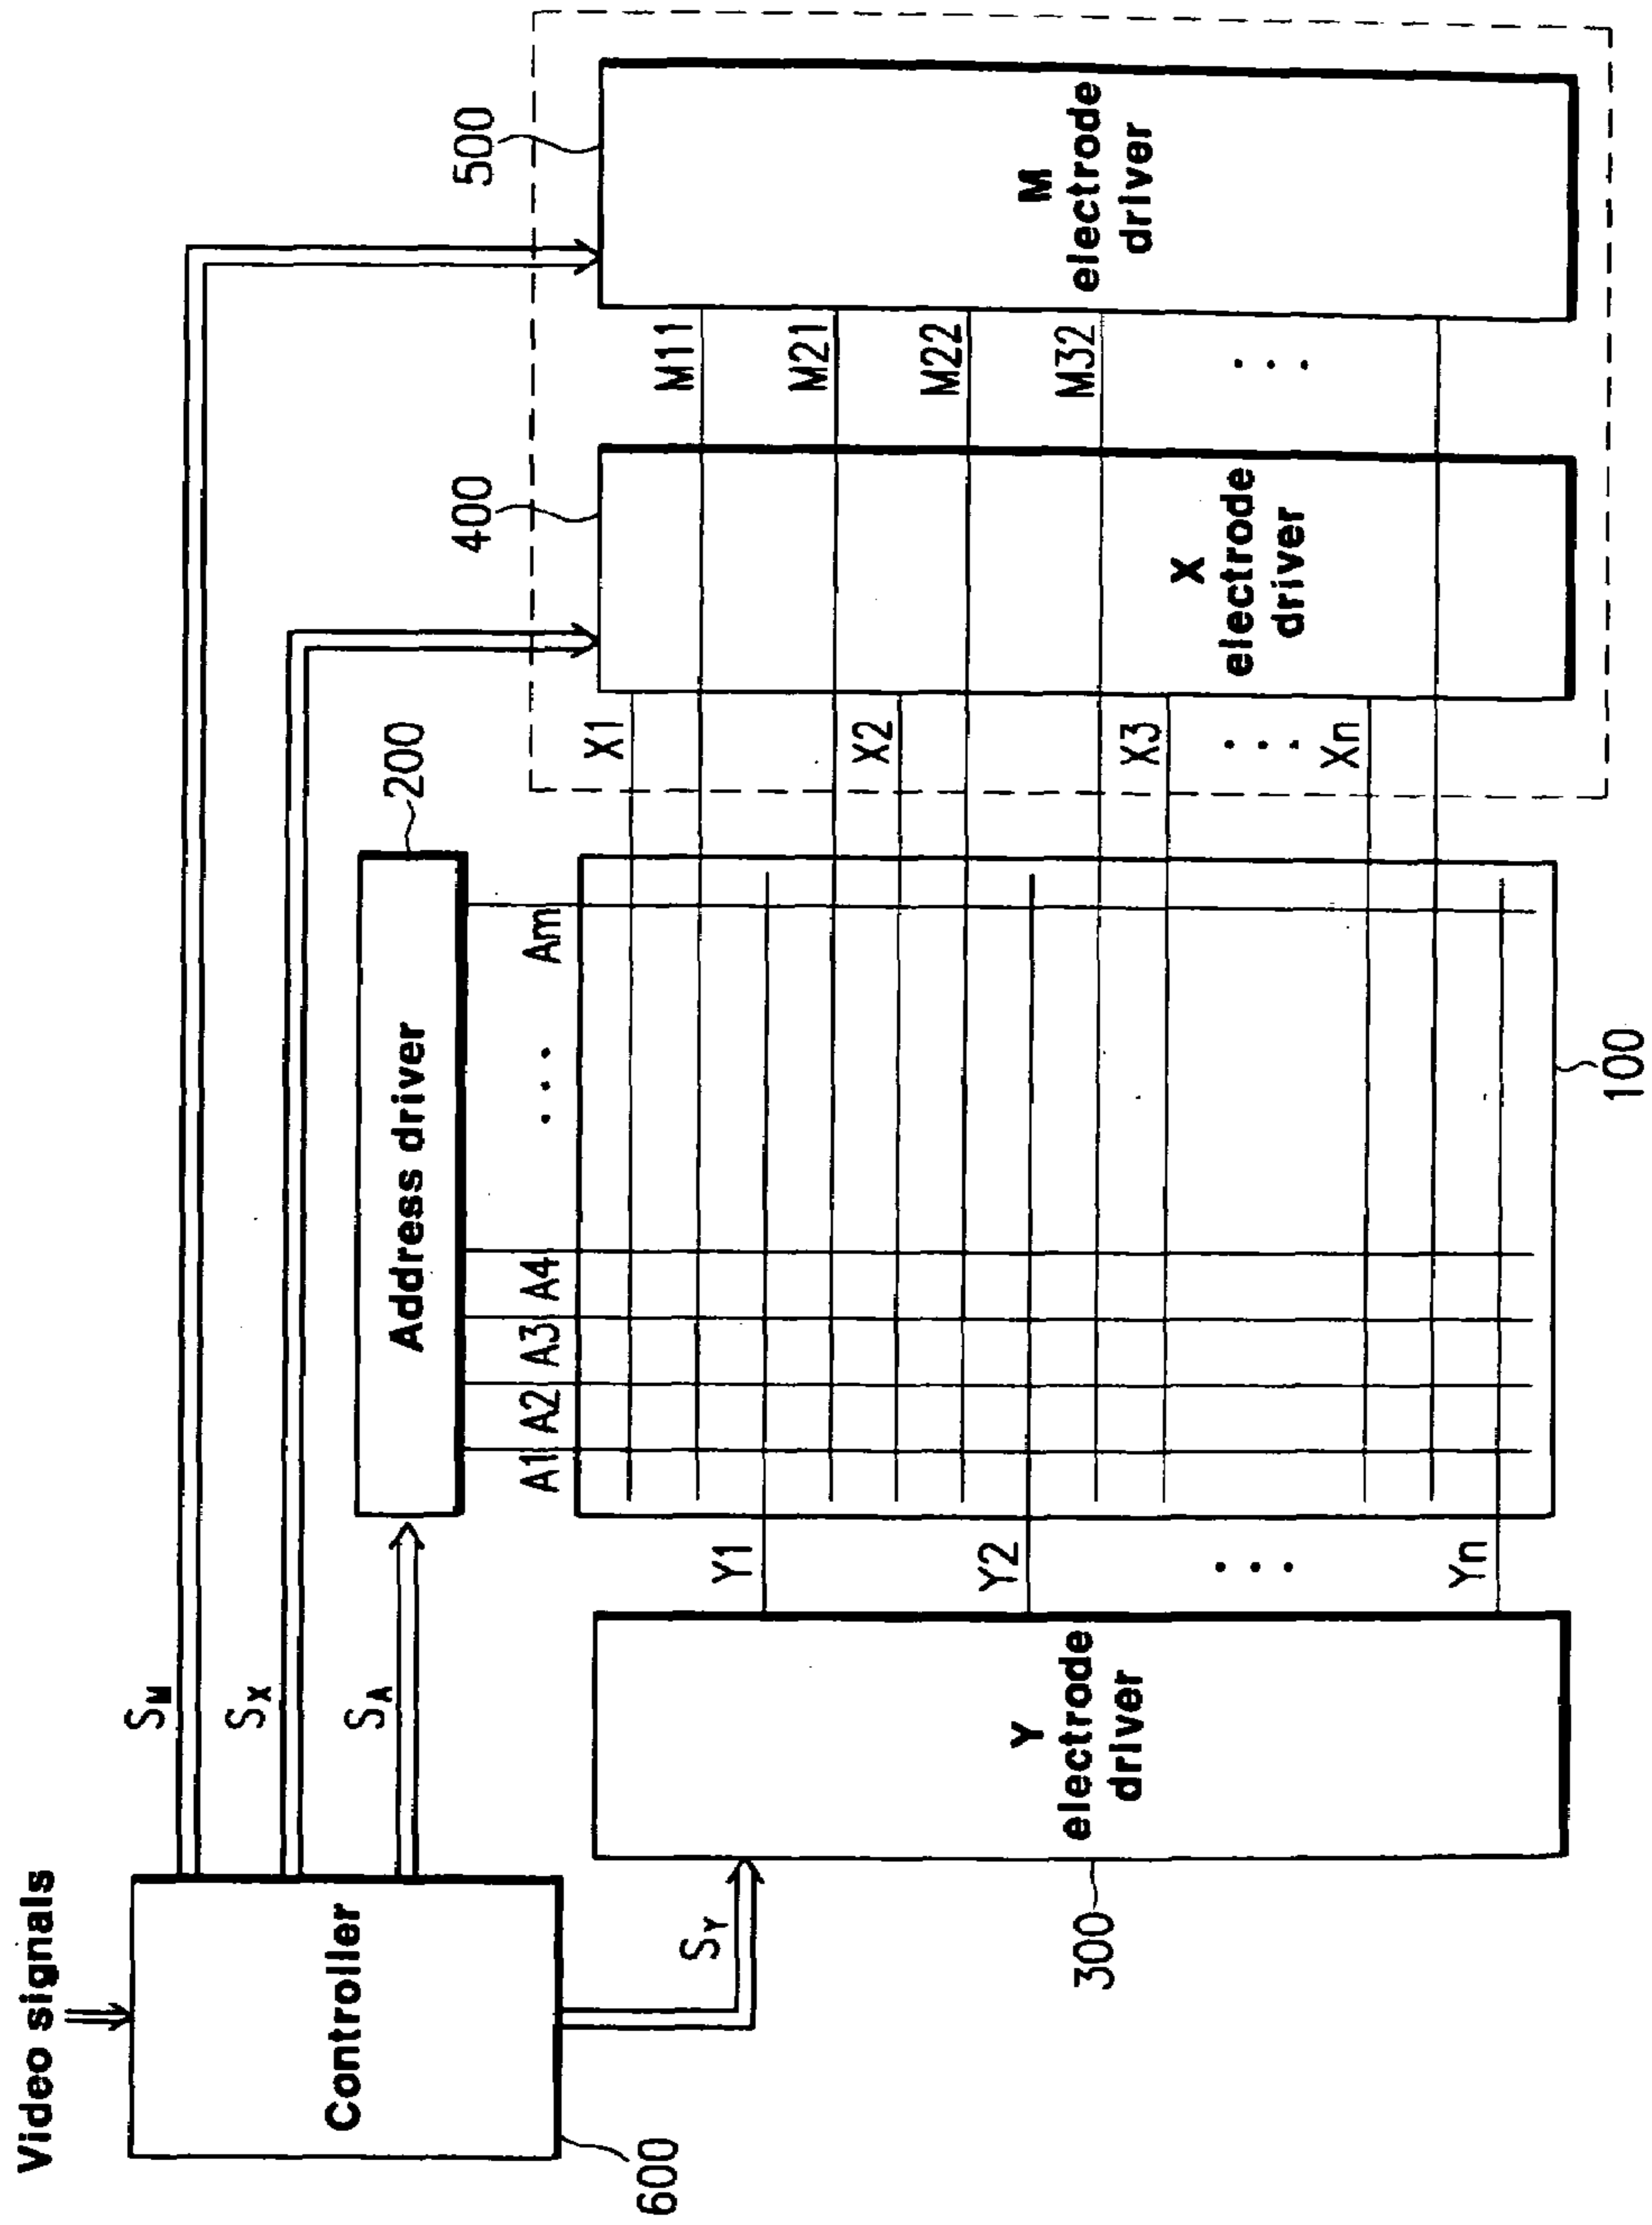 Video signals
Controller
600
SM
SX
SA
SY
Address driver
200
A1 A2 A3 A4 ... Am
Y
electrode
driver
300
Y1
Y2
...
Yn
100
X1
X2
X3
...
Xn
400
X
electrode
driver
M11
M21
M22
M32
...
500
M
electrode
driver